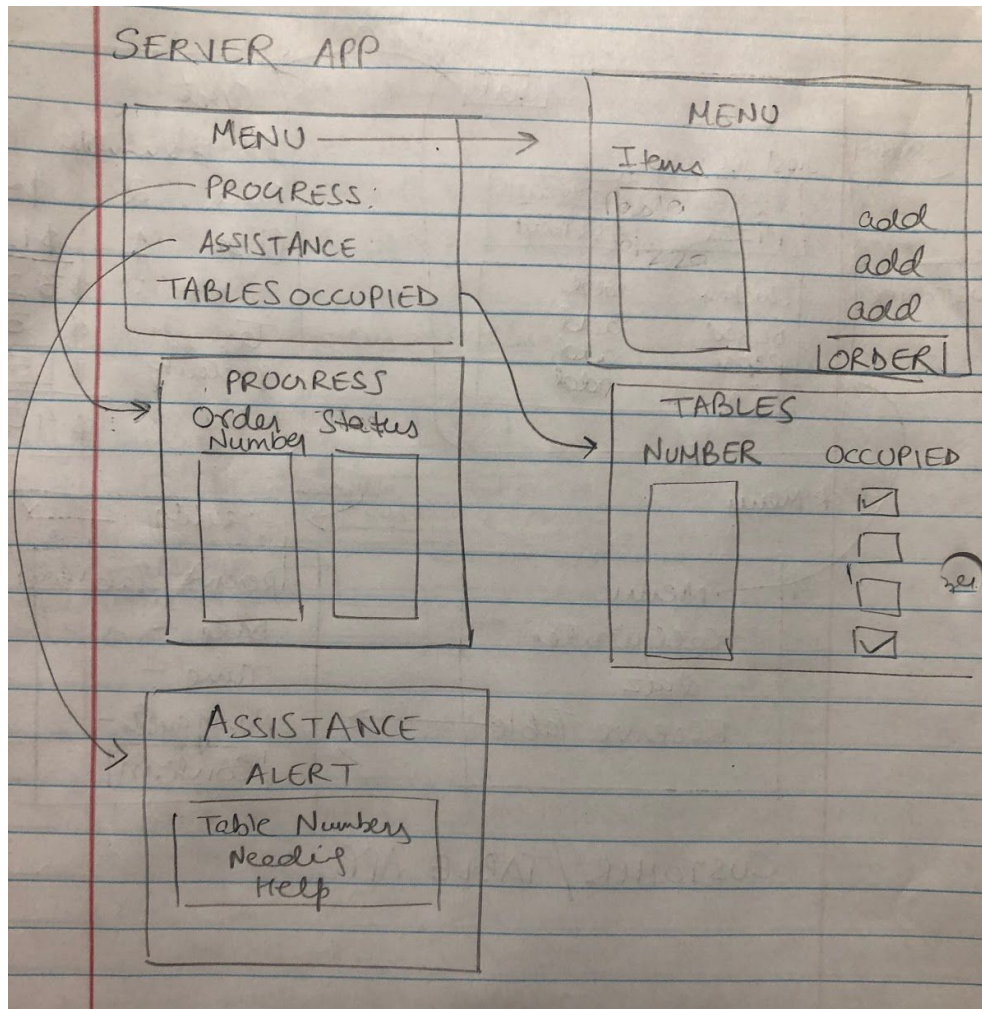 SERVER APP
MENU
PROGRESS:
ASSISTANCE
TABLES OCCUPIED
MENU
Items
add
add
add
ORDER
PROGRESS
Order Status
Number
TABLES
NUMBER OCCUPIED
ASSISTANCE
ALERT
Table Numbers
Needig
Help